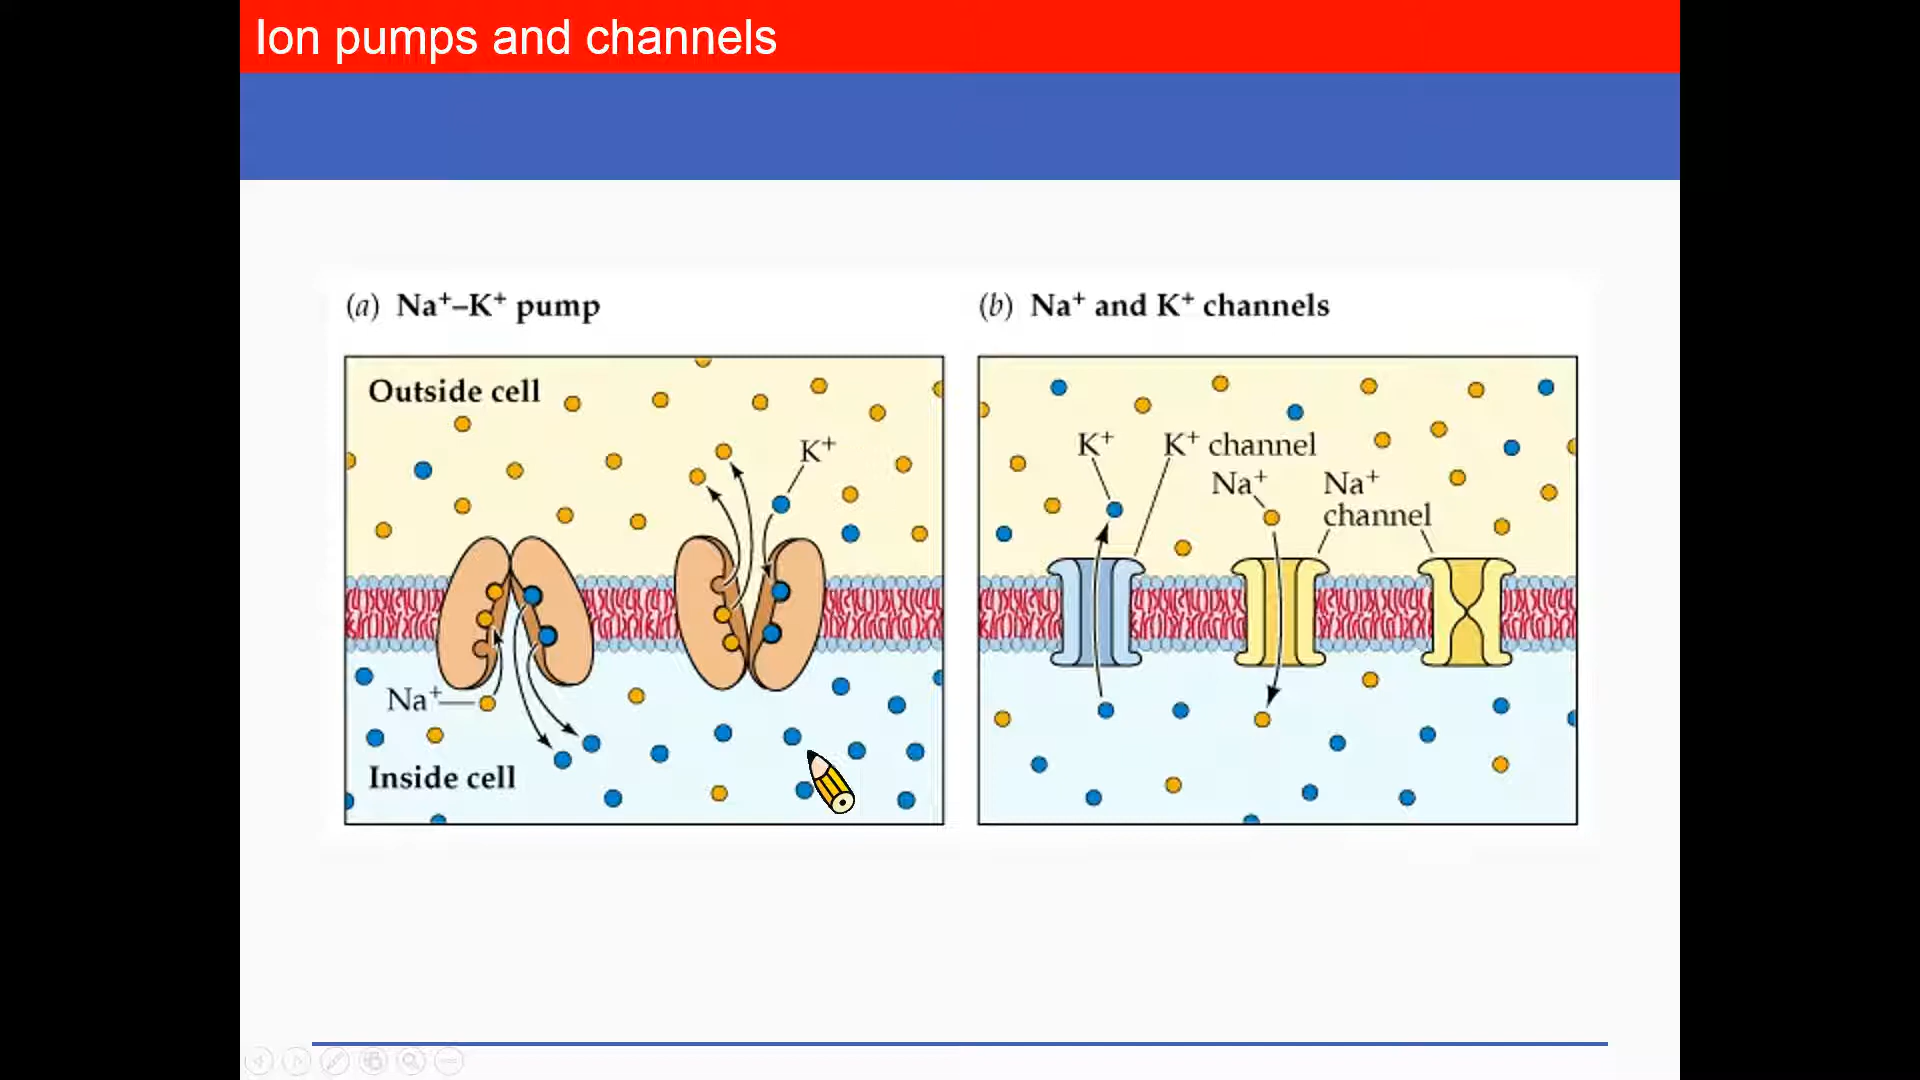 Ion pumps and channels
(a) Na⁺–K⁺ pump
Outside cell
K⁺
Na⁺
Inside cell
(b) Na⁺ and K⁺ channels
K⁺
K⁺ channel
Na⁺
Na⁺
channel